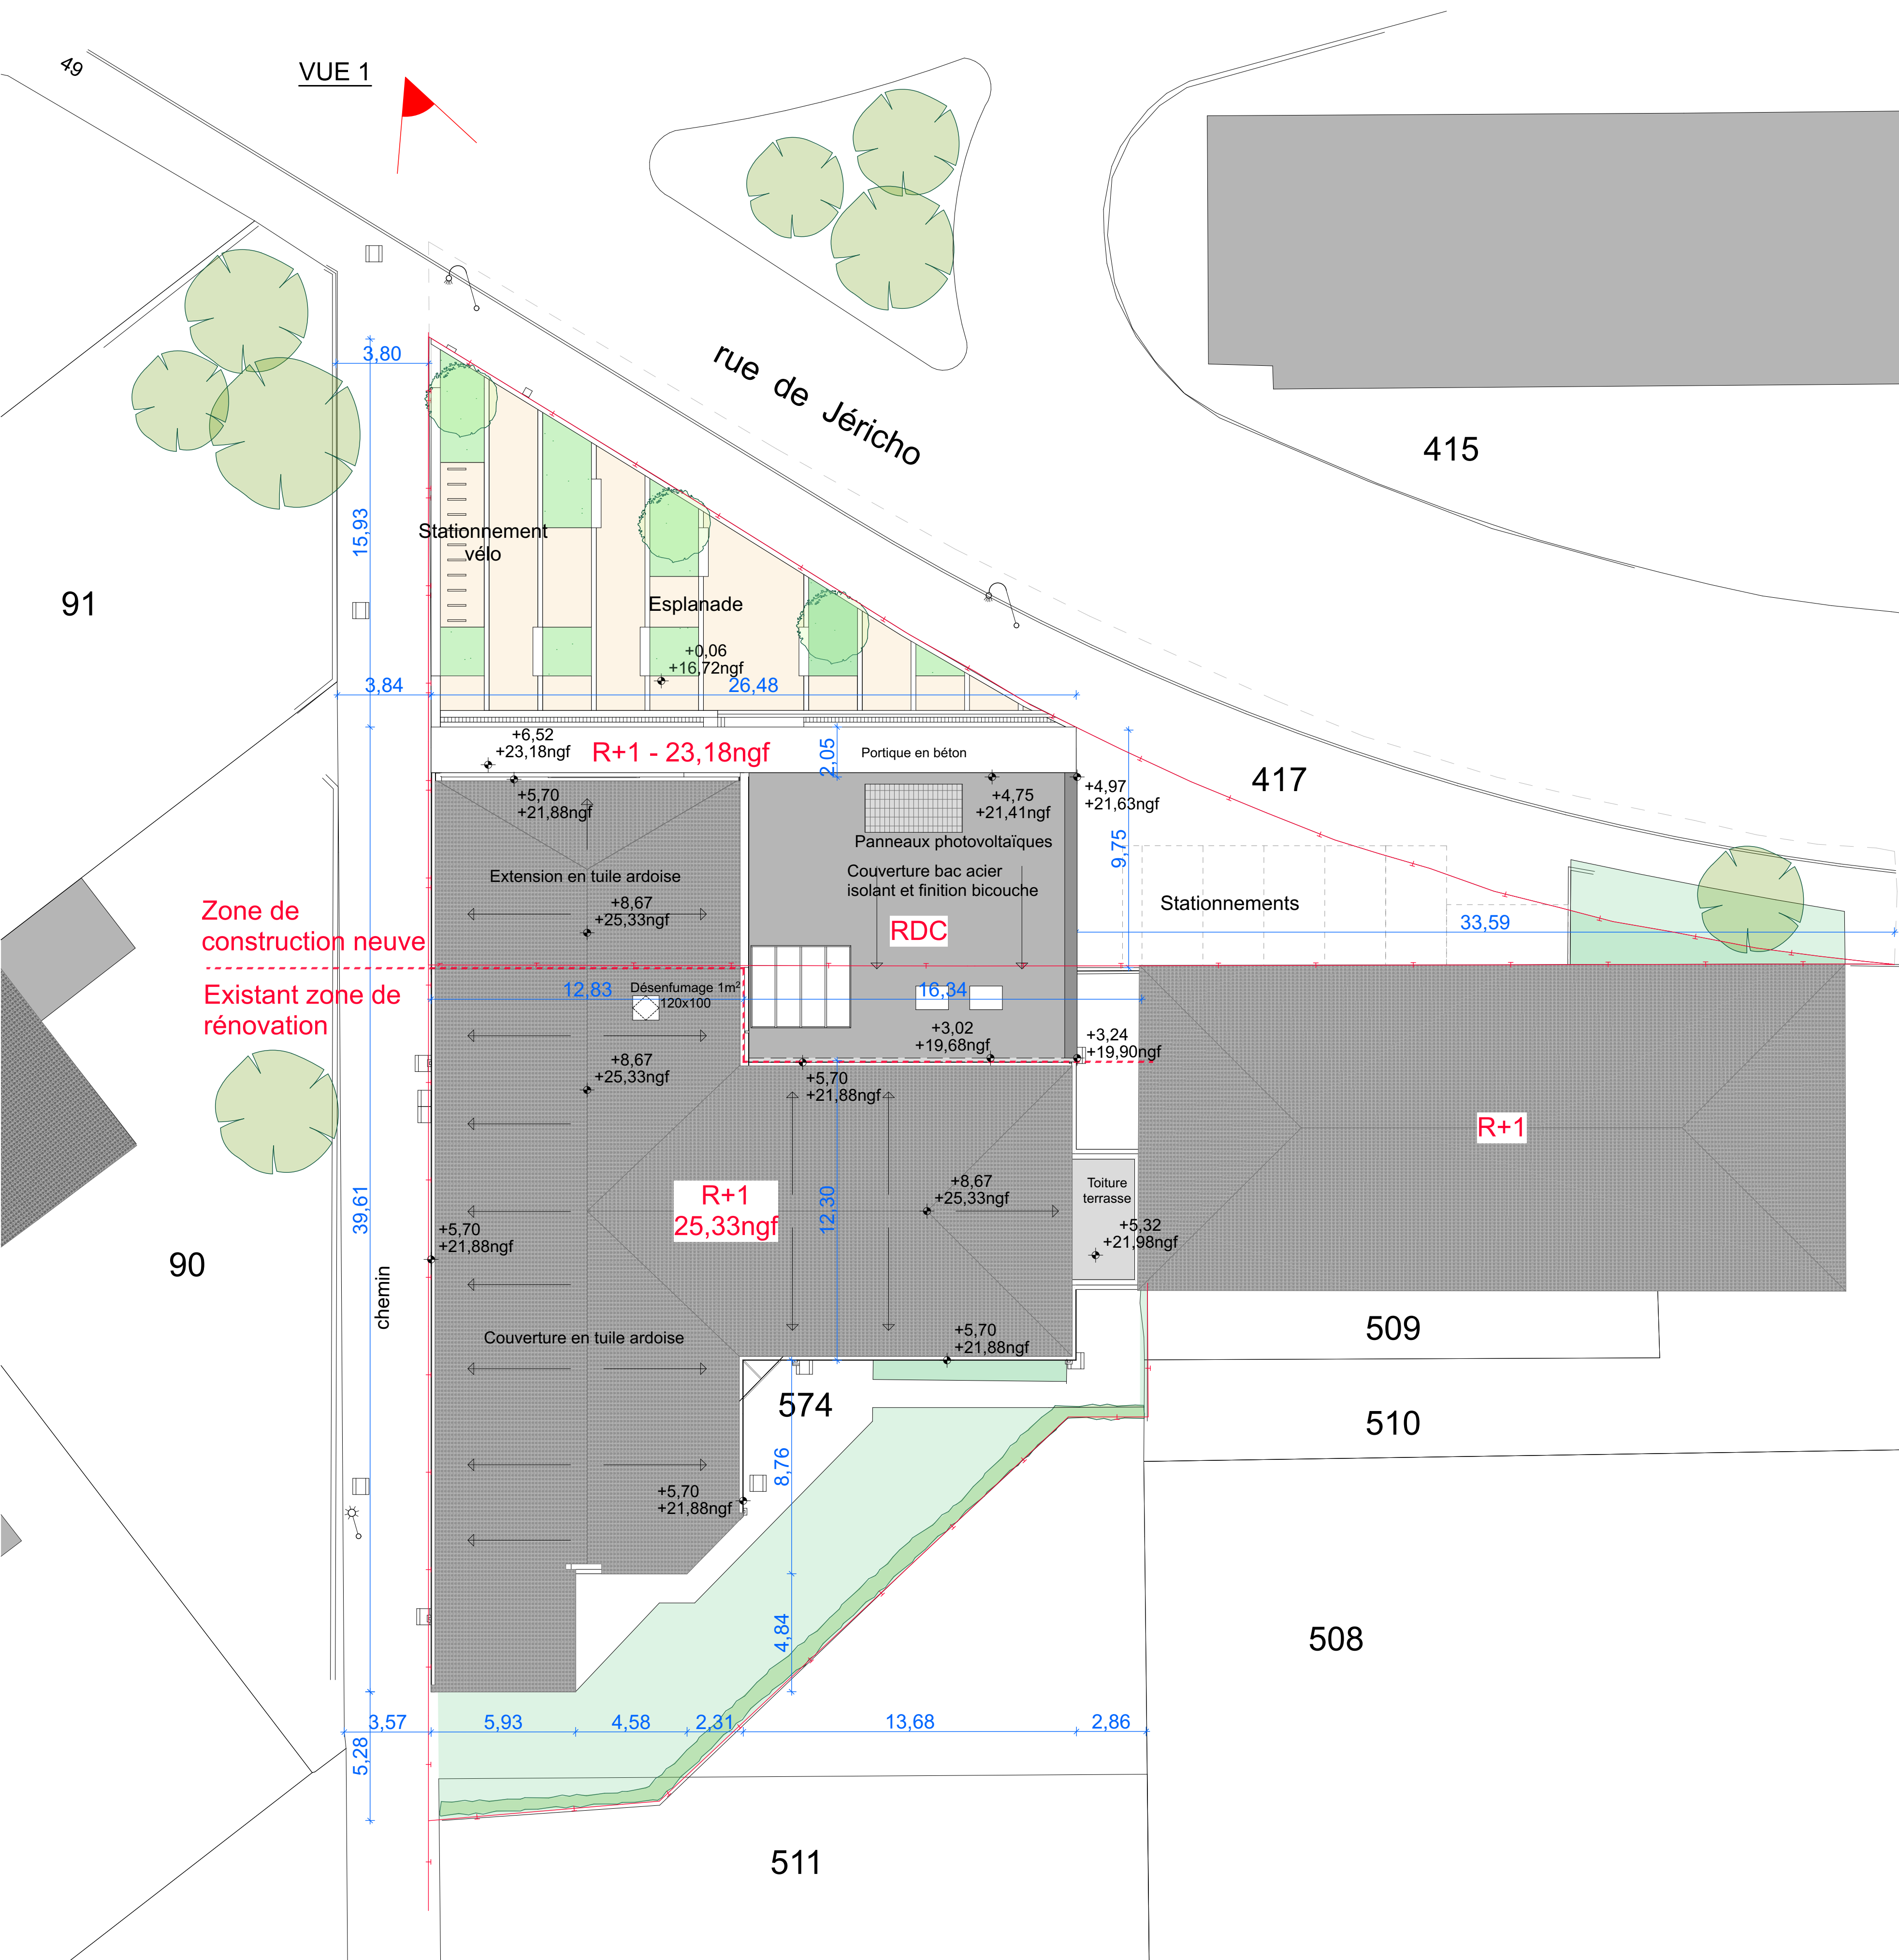 49
VUE 1
3,80
rue de Jéricho
415
15,93
Stationnement
vélo
91
Esplanade
+0,06
+16,72ngf
3,84
26,48
+6,52
+23,18ngf
R+1 - 23,18ngf
2,05
Portique en béton
417
+5,70
+21,88ngf
+4,75
+21,41ngf
+4,97
+21,63ngf
Panneaux photovoltaïques
9,75
Extension en tuile ardoise
Couverture bac acier
isolant et finition bicouche
+8,67
+25,33ngf
RDC
Stationnements
33,59
Zone de
construction neuve
Existant zone de
rénovation
12,83
Désenfumage 1m²
120x100
16,34
+3,02
+19,68ngf
+3,24
+19,90ngf
+8,67
+25,33ngf
+5,70
+21,88ngf
R+1
39,61
R+1
25,33ngf
12,30
+8,67
+25,33ngf
Toiture
terrasse
+5,32
+21,98ngf
+5,70
+21,88ngf
90
chemin
Couverture en tuile ardoise
+5,70
+21,88ngf
509
574
510
8,76
+5,70
+21,88ngf
4,84
508
3,57
5,93
4,58
2,31
13,68
2,86
5,28
511